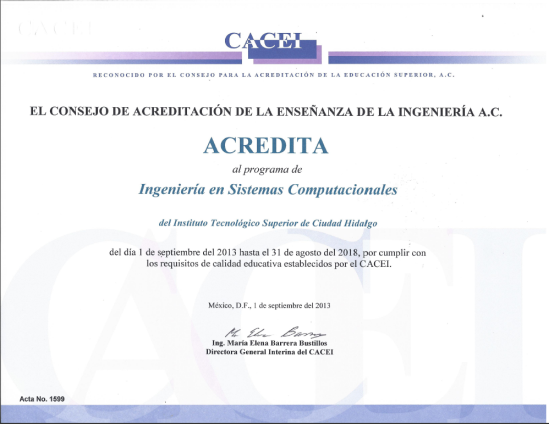 CACEI
RECONOCIDO POR EL CONSEJO PARA LA ACREDITACIÓN DE LA EDUCACIÓN SUPERIOR, A.C.
EL CONSEJO DE ACREDITACIÓN DE LA ENSEÑANZA DE LA INGENIERÍA A.C.
ACREDITA
al programa de
Ingeniería en Sistemas Computacionales
del Instituto Tecnológico Superior de Ciudad Hidalgo
del día 1 de septiembre del 2013 hasta el 31 de agosto del 2018, por cumplir con
los requisitos de calidad educativa establecidos por el CACEI.
México, D.F., 1 de septiembre del 2013
Ing. María Elena Barrera Bustillos
Directora General Interina del CACEI
Acta No. 1599
CACEI